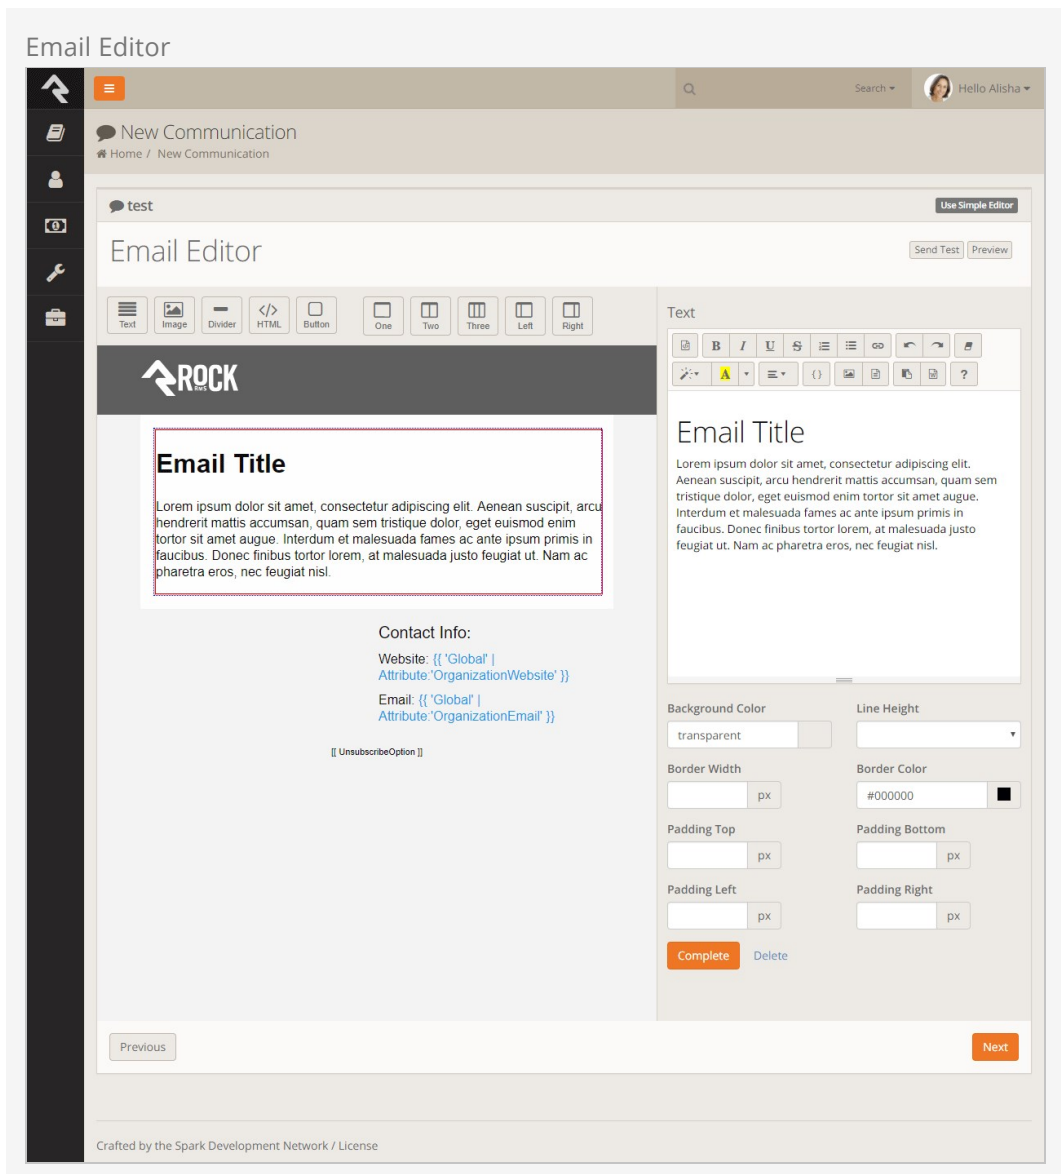 Email Editor
Search
Hello Alisha
New Communication
Home / New Communication
test
Use Simple Editor
Email Editor
Send Test
Preview
Text
Image
Divider
</>
HTML
Button
One
Two
Three
Left
Right
ROCK
RMS
Email Title
Lorem ipsum dolor sit amet, consectetur adipiscing elit. Aenean suscipit, arcu
hendrerit mattis accumsan, quam sem tristique dolor, eget euismod enim
tortor sit amet augue. Interdum et malesuada fames ac ante ipsum primis in
faucibus. Donec finibus tortor lorem, at malesuada justo feugiat ut. Nam ac
pharetra eros, nec feugiat nisl.
Contact Info:
Website: {{ 'Global' |
Attribute:'OrganizationWebsite' }}
Email: {{ 'Global' |
Attribute:'OrganizationEmail' }}
[[ UnsubscribeOption ]]
Text
B I U S
A { } W ?
Email Title
Lorem ipsum dolor sit amet, consectetur adipiscing elit.
Aenean suscipit, arcu hendrerit mattis accumsan, quam sem
tristique dolor, eget euismod enim tortor sit amet augue.
Interdum et malesuada fames ac ante ipsum primis in
faucibus. Donec finibus tortor lorem, at malesuada justo
feugiat ut. Nam ac pharetra eros, nec feugiat nisl.
Background Color
Line Height
transparent
Border Width
Border Color
px
#000000
Padding Top
Padding Bottom
px
px
Padding Left
Padding Right
px
px
Complete
Delete
Previous
Next
Crafted by the Spark Development Network / License